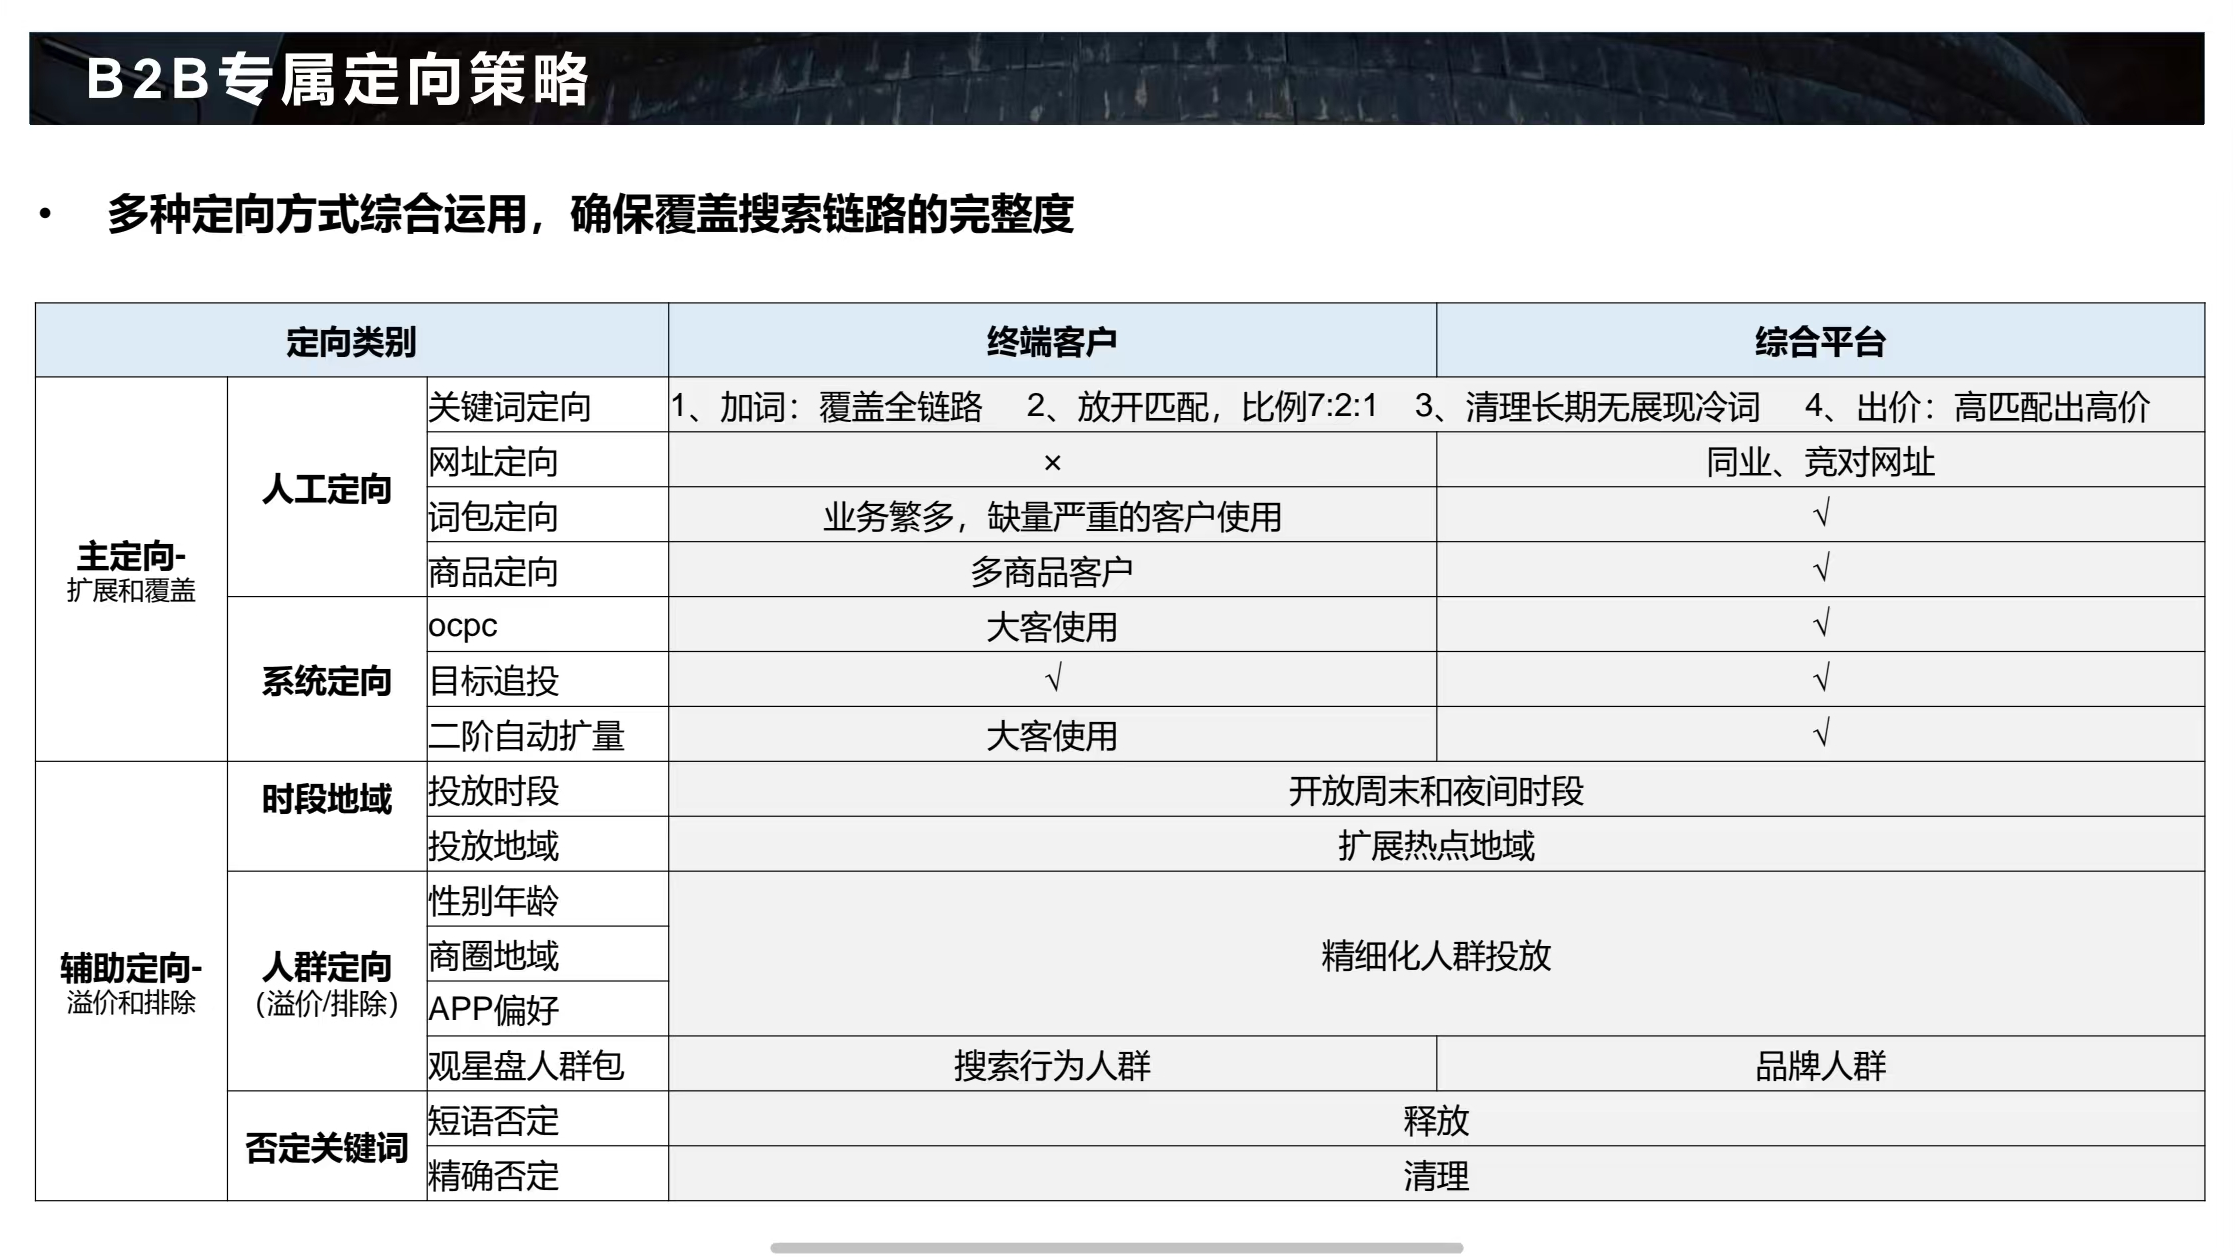 B2B专属定向策略
• 多种定向方式综合运用，确保覆盖搜索链路的完整度
定向类别 终端客户 综合平台
主定向-
扩展和覆盖
人工定向
关键词定向 1、加词：覆盖全链路 2、放开匹配，比例7:2:1 3、清理长期无展现冷词 4、出价：高匹配出高价
网址定向 × 同业、竞对网址
词包定向 业务繁多，缺量严重的客户使用 √
商品定向 多商品客户 √
系统定向
ocpc 大客使用 √
目标追投 √ √
二阶自动扩量 大客使用 √
辅助定向-
溢价和排除
时段地域
投放时段 开放周末和夜间时段
投放地域 扩展热点地域
人群定向
（溢价/排除）
性别年龄
商圈地域
APP偏好
精细化人群投放
观星盘人群包 搜索行为人群 品牌人群
否定关键词
短语否定 释放
精确否定 清理